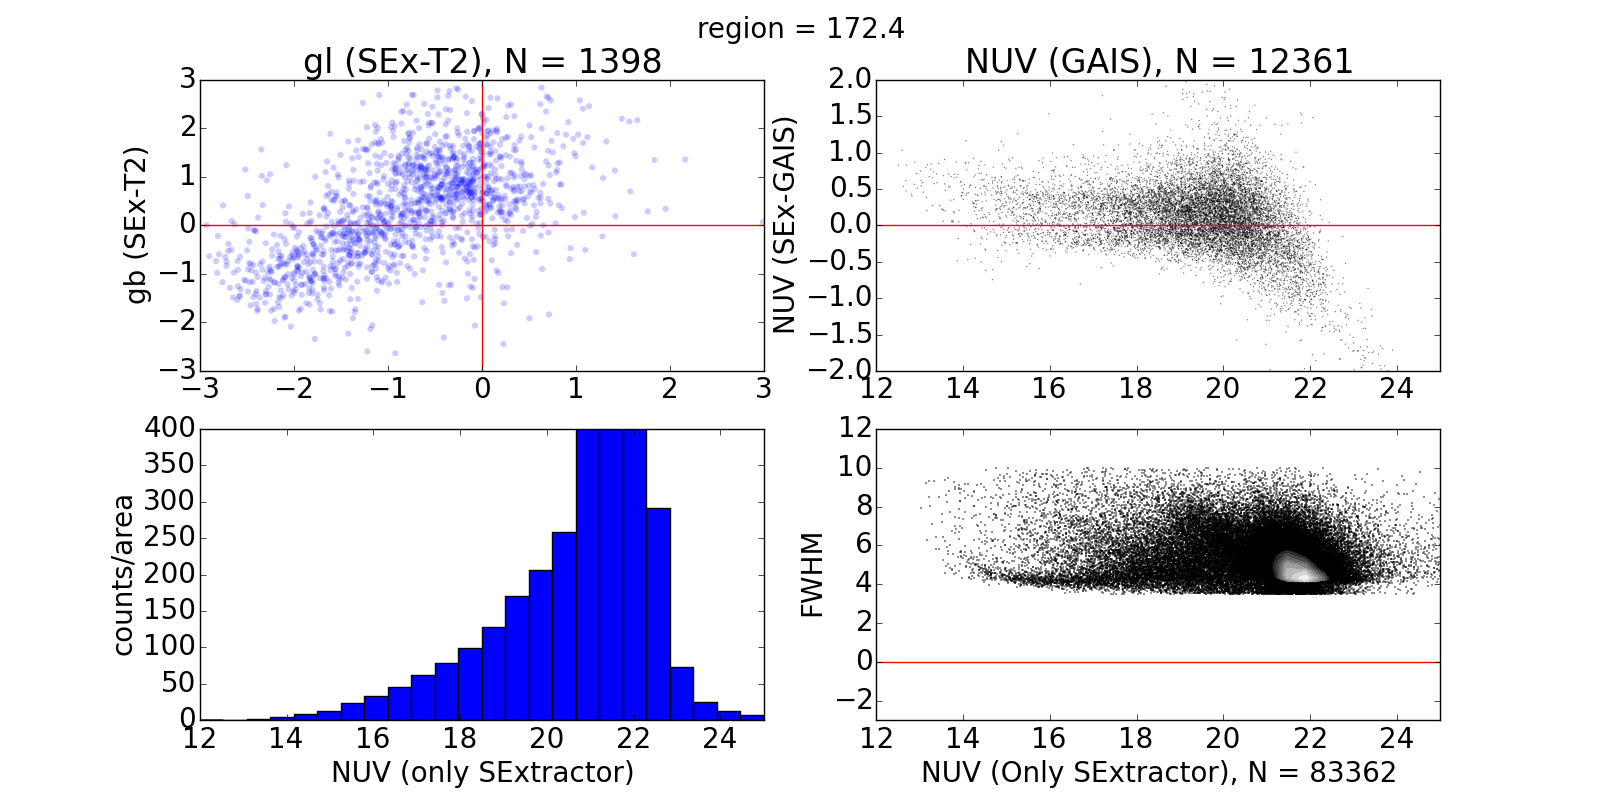 region = 172.4
gl (SEx-T2), N = 1398
NUV (GAIS), N = 12361
gb (SEx-T2)
3
2
1
0
−1
−2
−3
−3 −2 −1 0 1 2 3
NUV (SEx-GAIS)
2.0
1.5
1.0
0.5
0.0
−0.5
−1.0
−1.5
−2.0
12 14 16 18 20 22 24
counts/area
400
350
300
250
200
150
100
50
0
12 14 16 18 20 22 24
NUV (only SExtractor)
FWHM
12
10
8
6
4
2
0
−2
12 14 16 18 20 22 24
NUV (Only SExtractor), N = 83362